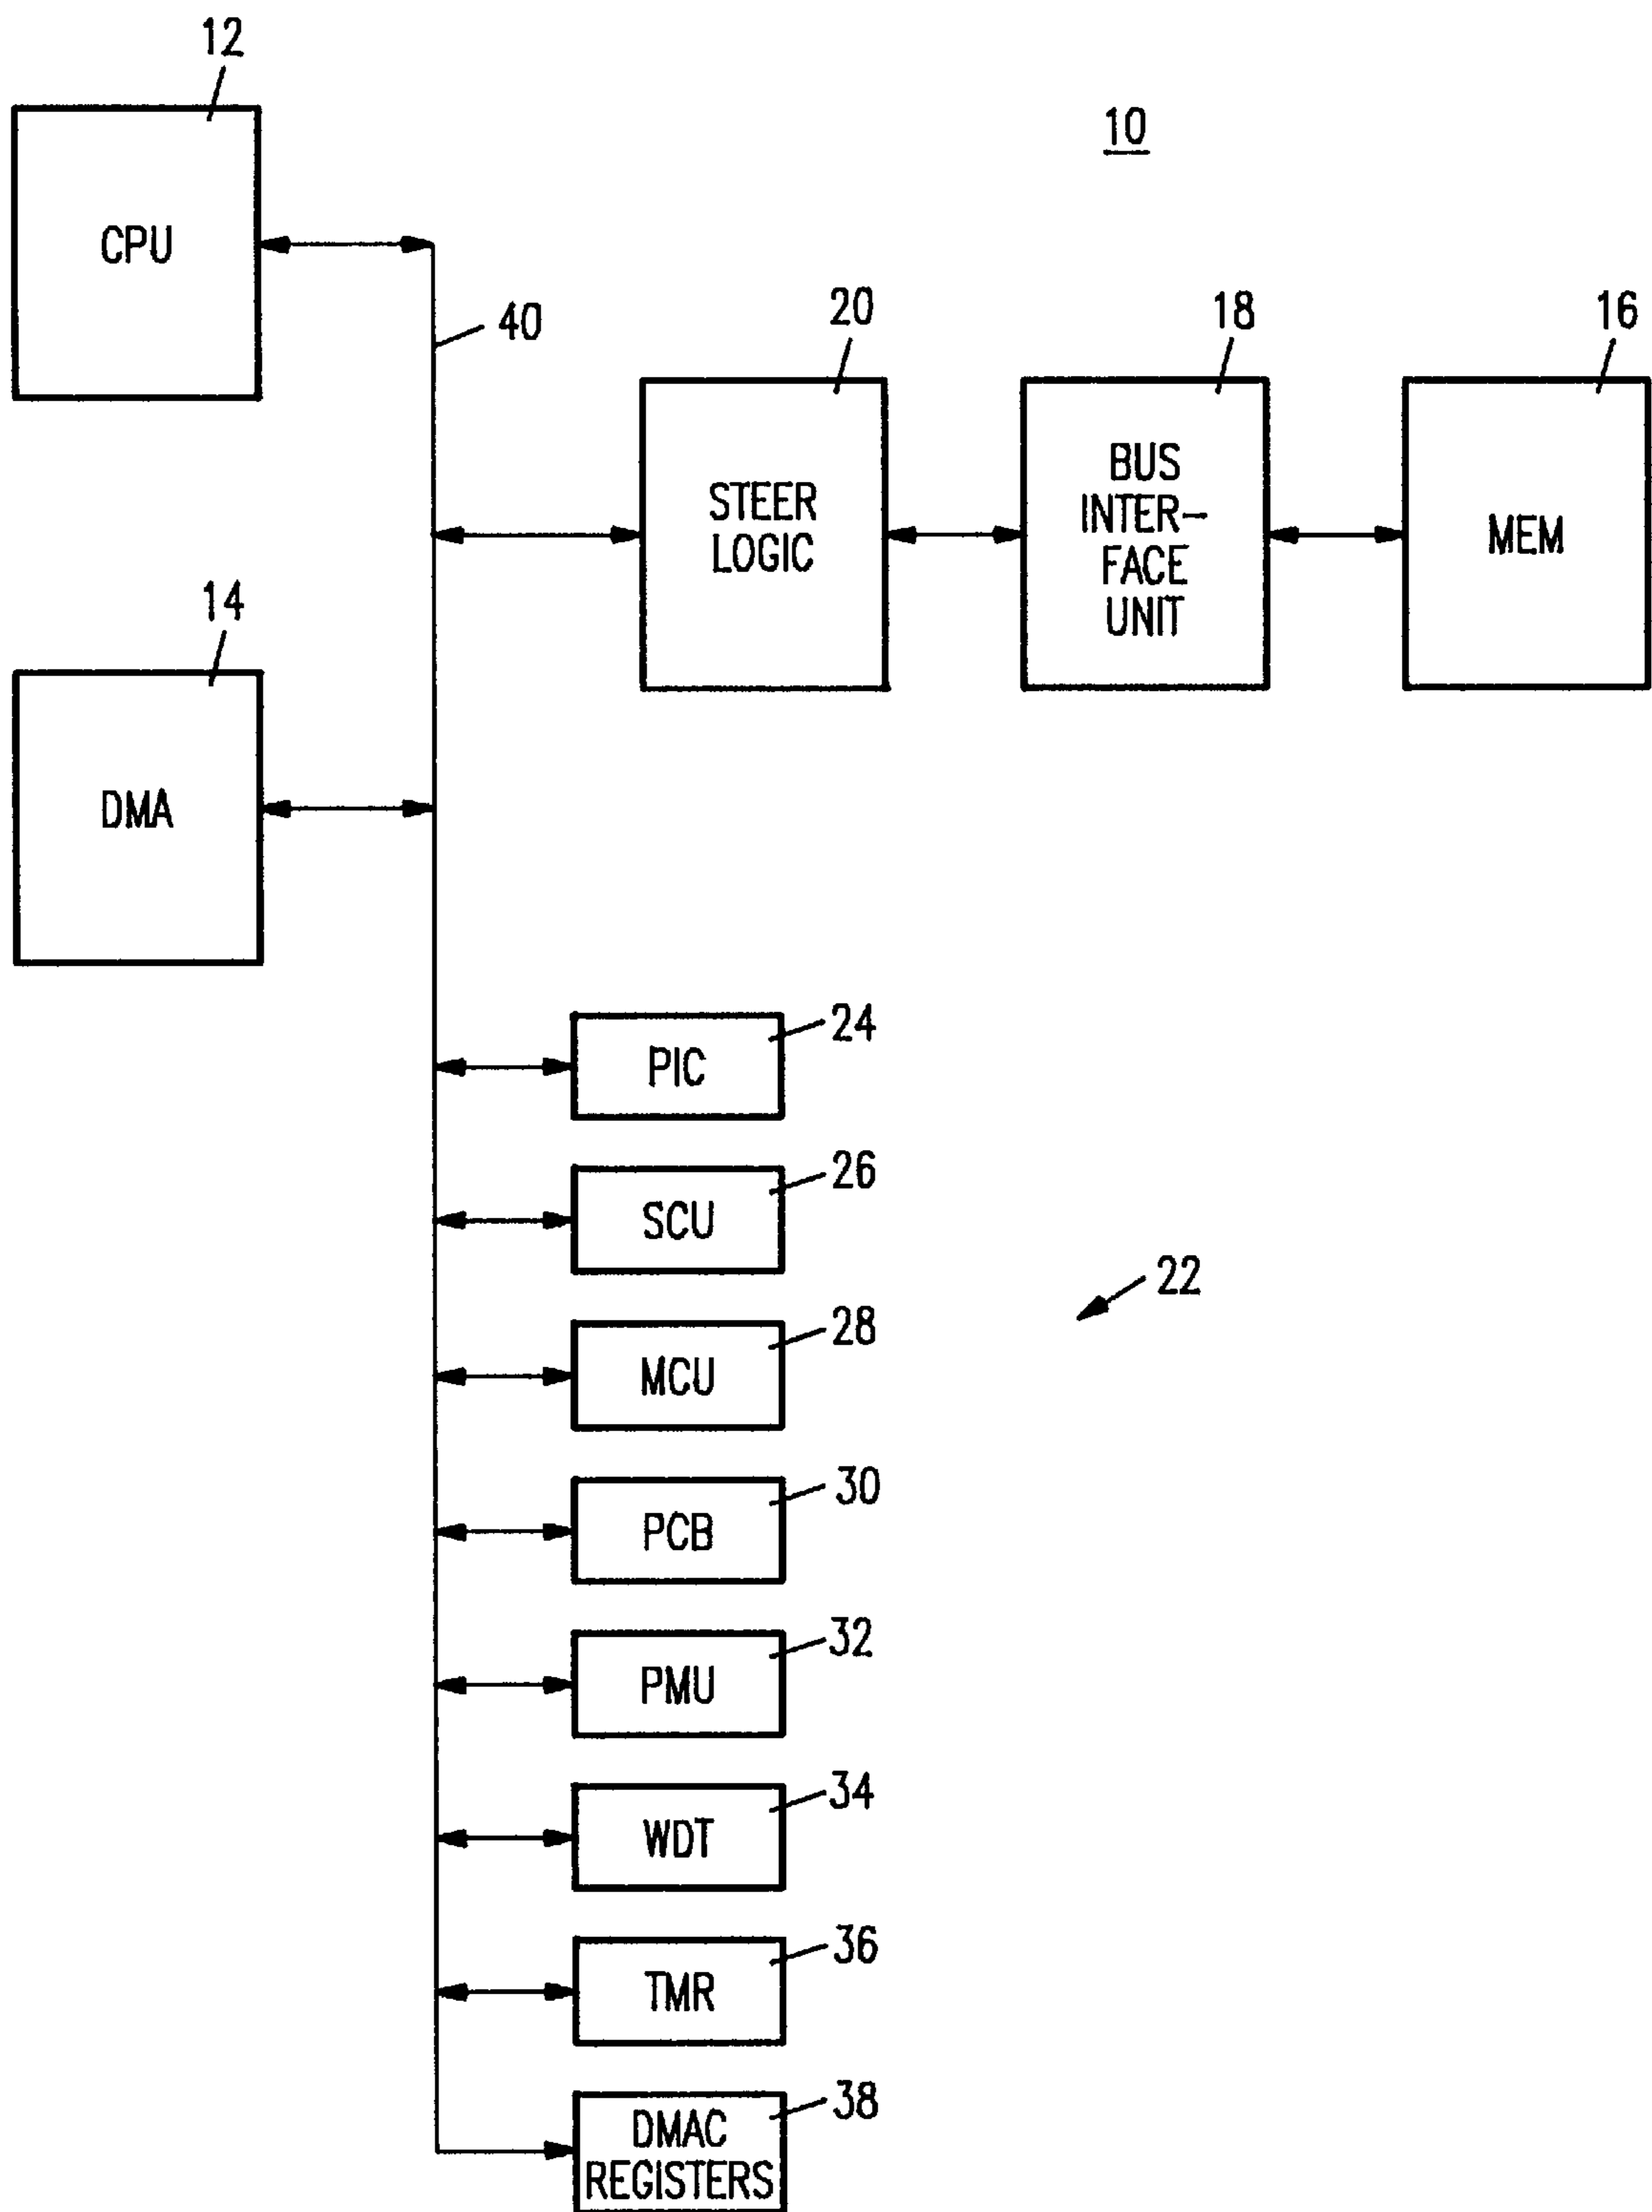 12
10
CPU
40
20
18
16
STEER
LOGIC
BUS
INTER-
FACE
UNIT
MEM
14
DMA
24
PIC
26
SCU
22
28
MCU
30
PCB
32
PMU
34
WDT
36
TMR
38
DMAC
REGISTERS